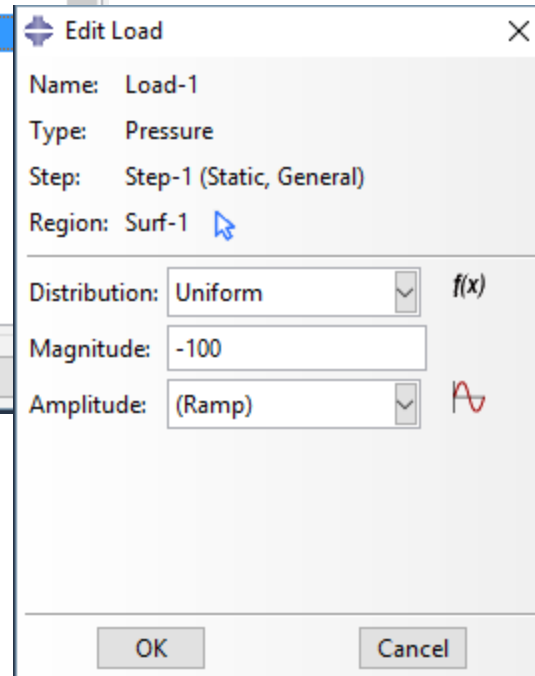 Edit Load
Name: Load-1
Type: Pressure
Step: Step-1 (Static, General)
Region: Surf-1
Distribution: Uniform f(x)
Magnitude: -100
Amplitude: (Ramp)
OK Cancel